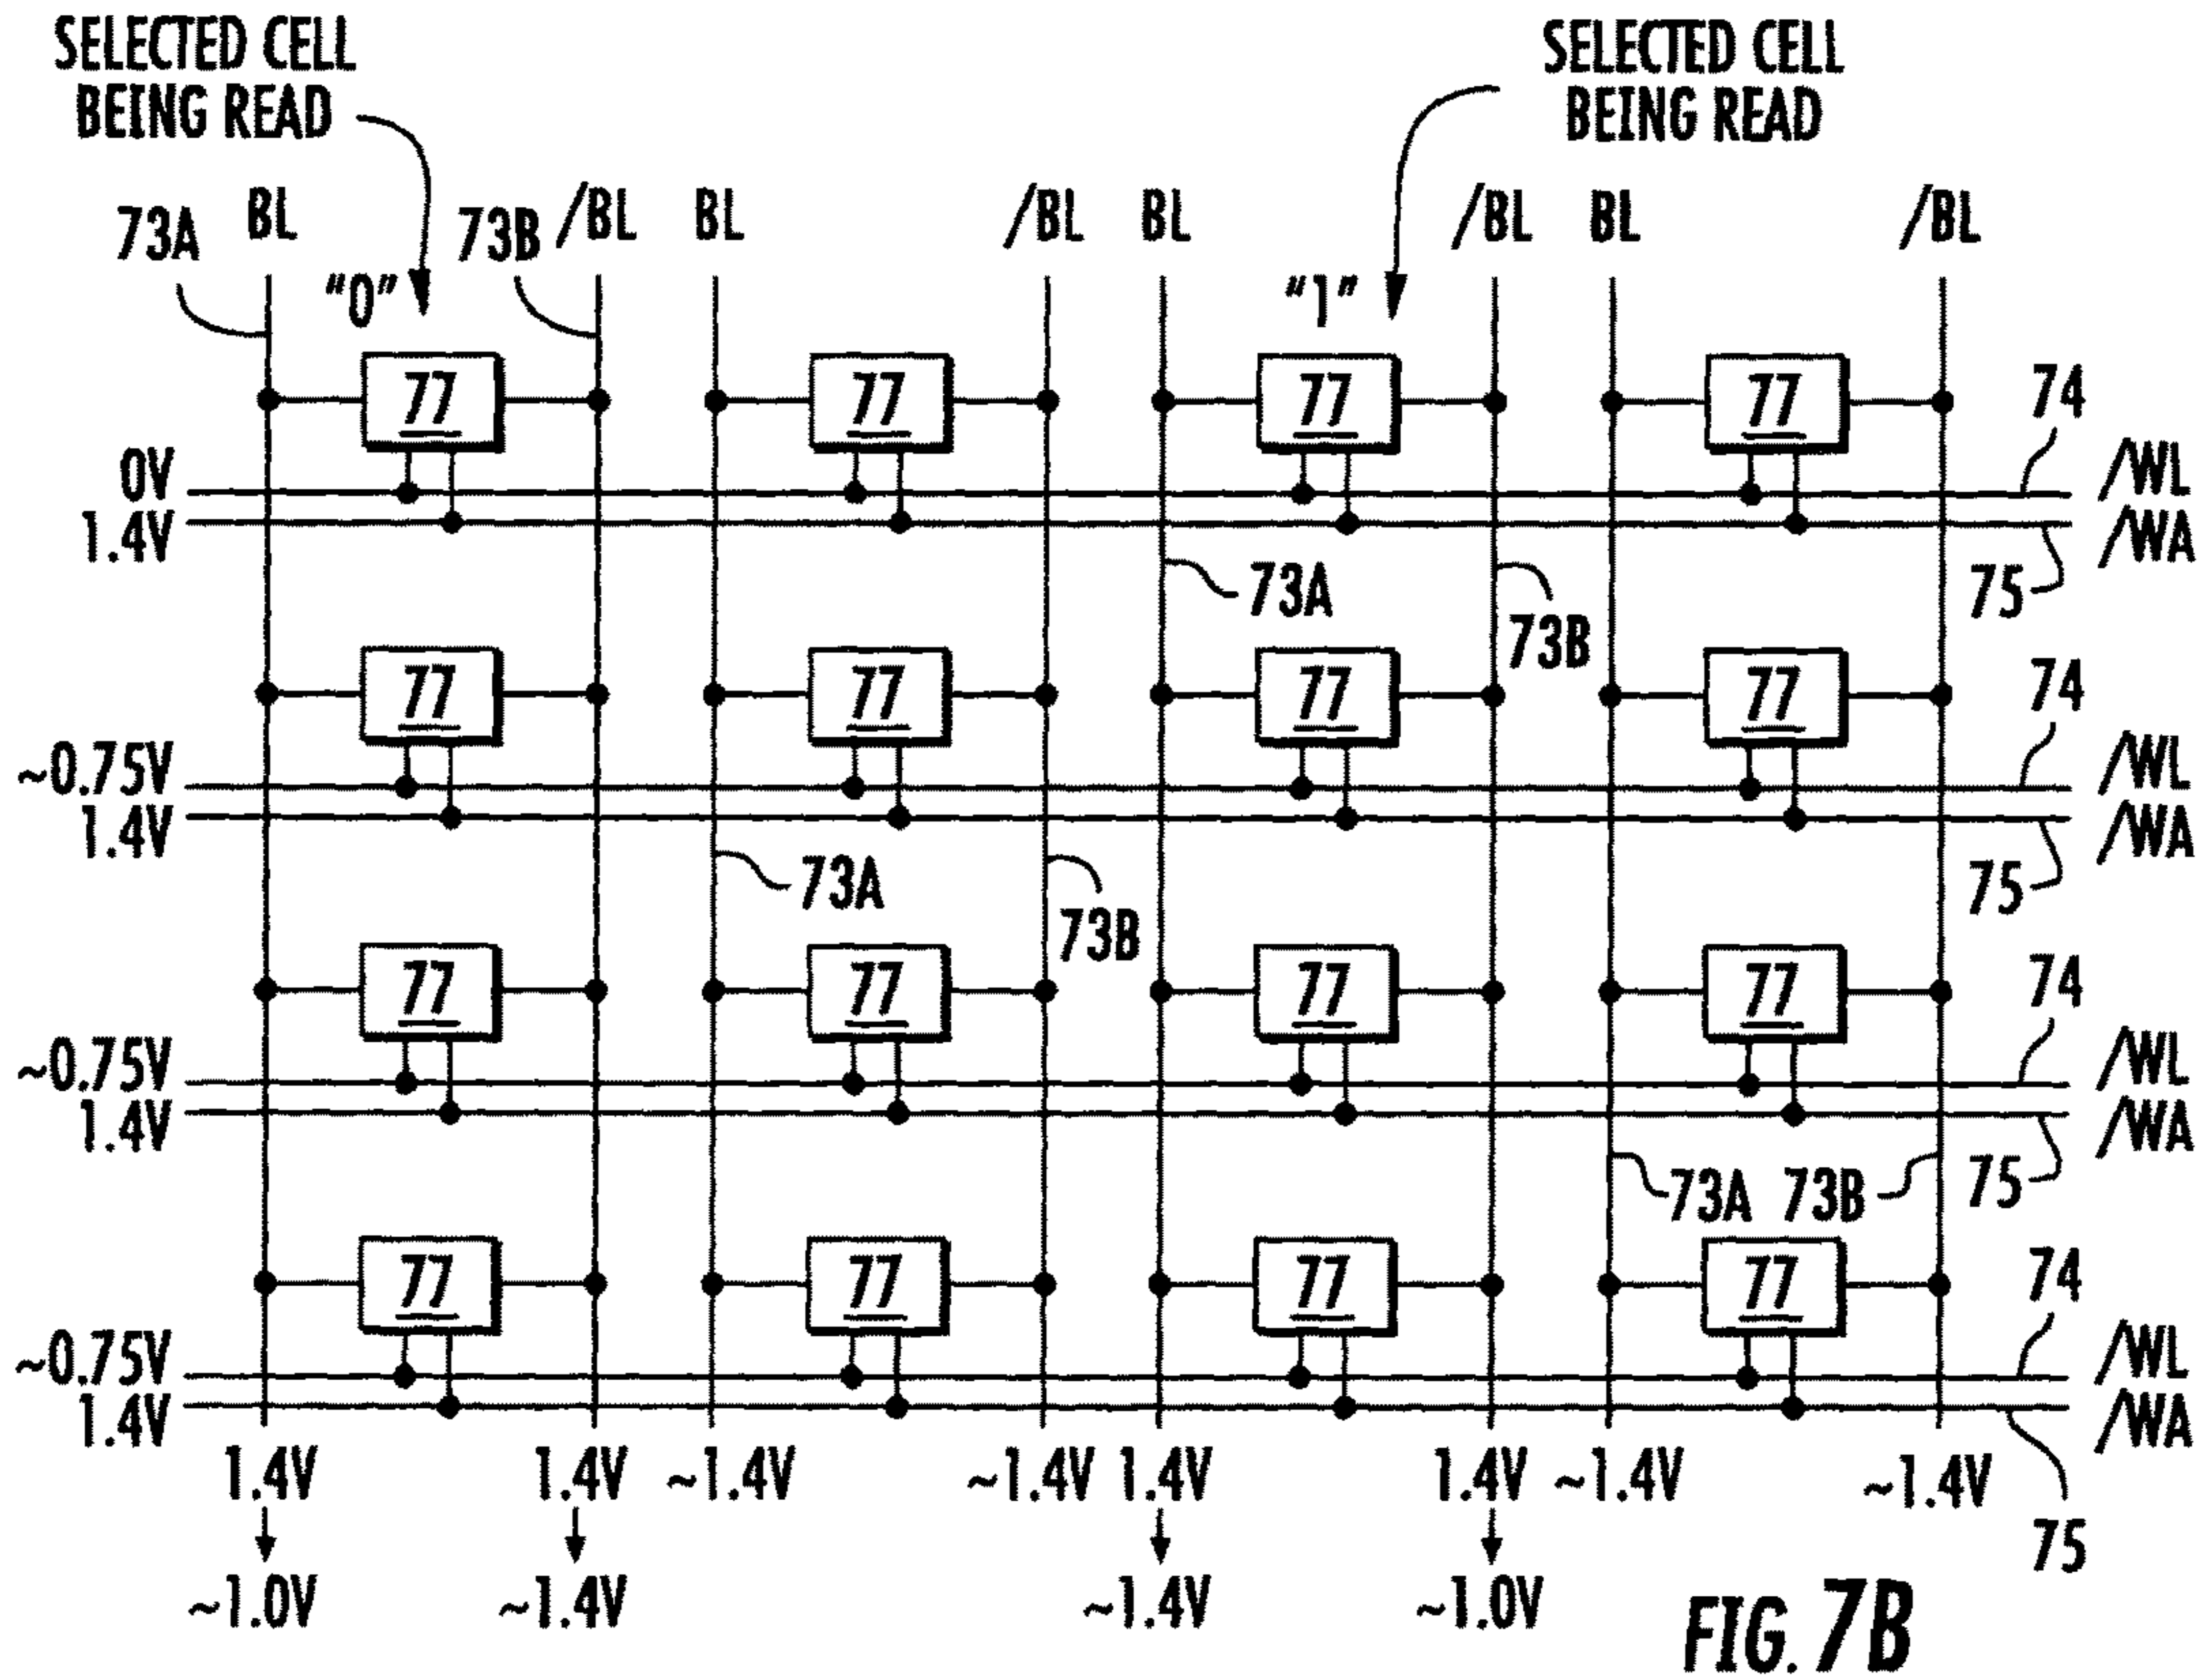 SELECTED CELL
BEING READ
SELECTED CELL
BEING READ
73A BL 73B /BL BL /BL BL /BL BL /BL
"0" "1"
77 77 77 77
74
0V /WL
1.4V /WA
73A 75
73B
77 77 77 77
74
~0.75V /WL
1.4V /WA
73A 75
73B
77 77 77 77
74
~0.75V /WL
1.4V /WA
73A 73B 75
77 77 77 77
74
~0.75V /WL
1.4V /WA
1.4V 1.4V ~1.4V ~1.4V 1.4V 1.4V ~1.4V ~1.4V
75
~1.0V ~1.4V ~1.4V ~1.0V
FIG. 7B